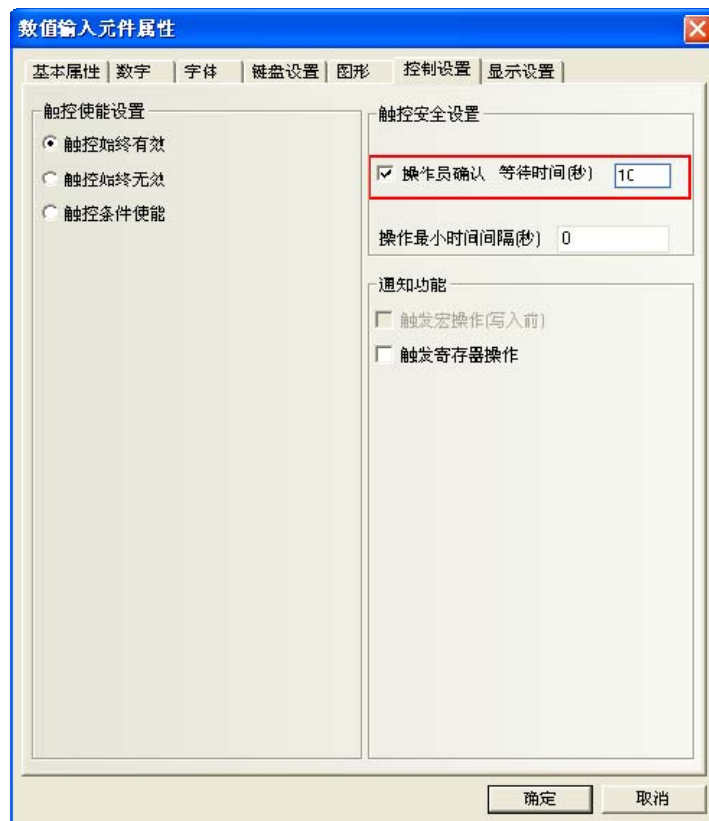 数值输入元件属性
基本属性 数字 字体 键盘设置 图形 控制设置 显示设置
触控使能设置
触控始终有效
触控始终无效
触控条件使能
触控安全设置
操作员确认 等待时间(秒) 10
操作最小时间间隔(秒) 0
通知功能
触发宏操作(写入前)
触发寄存器操作
确定 取消